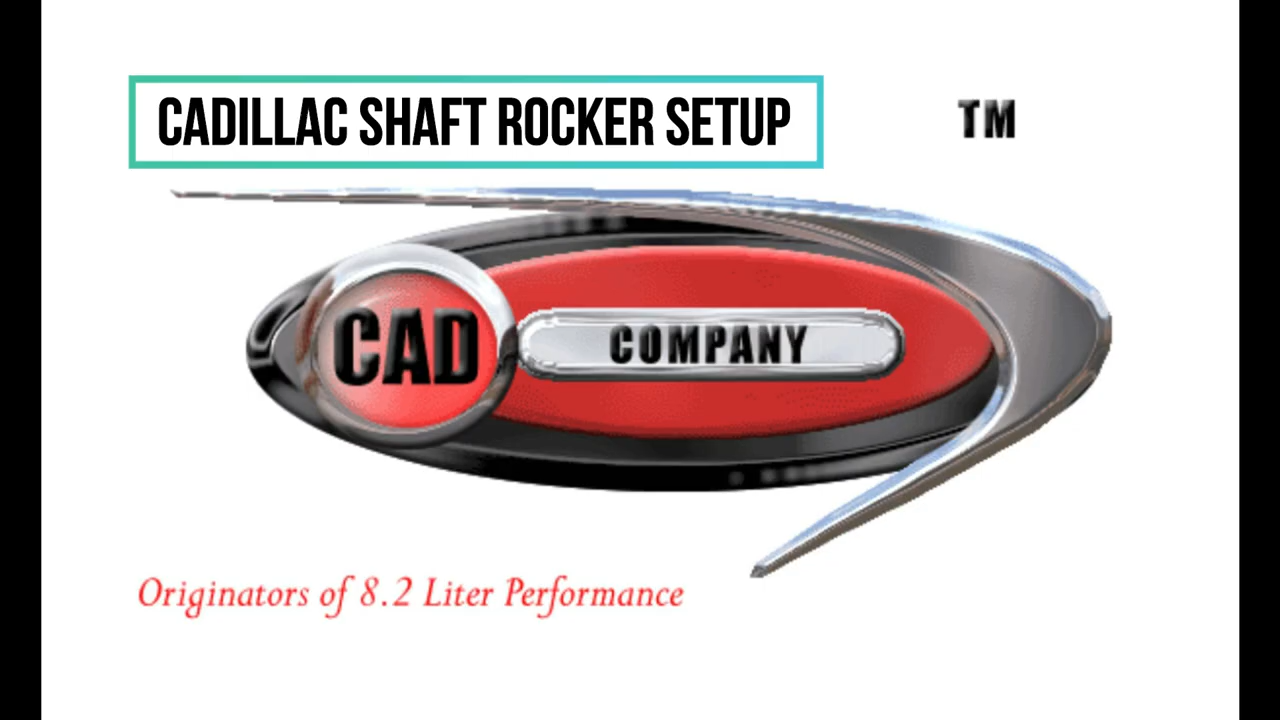 CADILLAC SHAFT ROCKER SETUP
TM
CAD
COMPANY
Originators of 8.2 Liter Performance